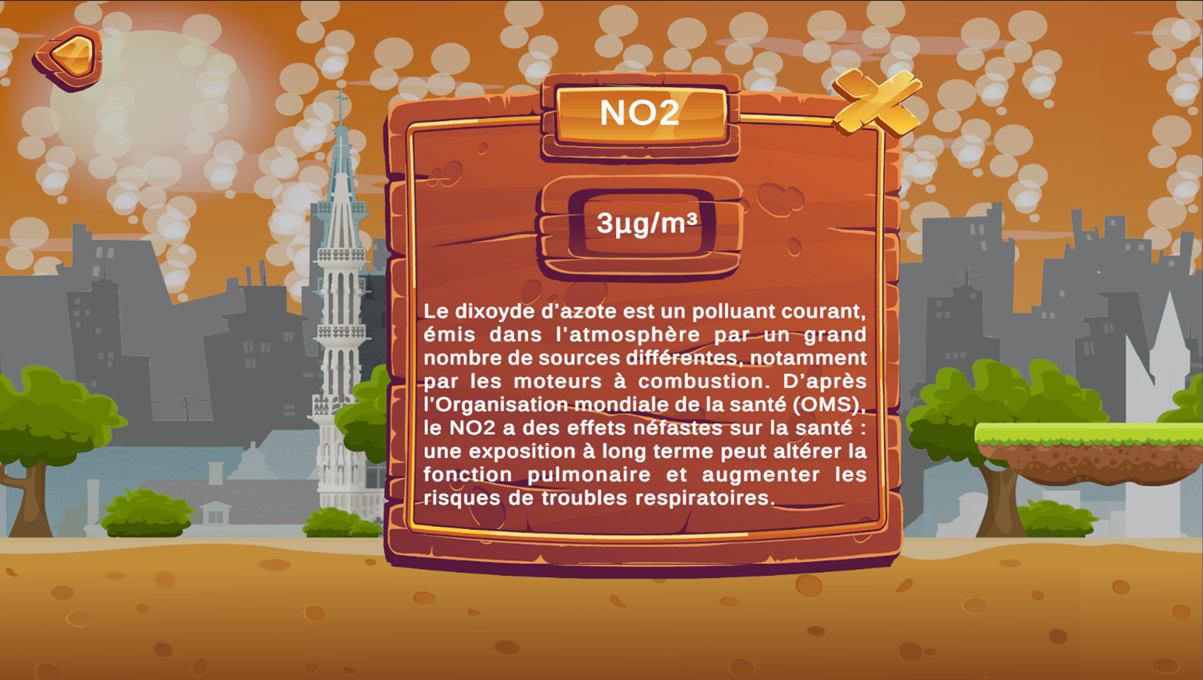 NO2
3µg/m³
Le dixoyde d'azote est un polluant courant,
émis dans l'atmosphère par un grand
nombre de sources différentes, notamment
par les moteurs à combustion. D'après
l'Organisation mondiale de la santé (OMS),
le NO2 a des effets néfastes sur la santé :
une exposition à long terme peut altérer la
fonction pulmonaire et augmenter les
risques de troubles respiratoires.